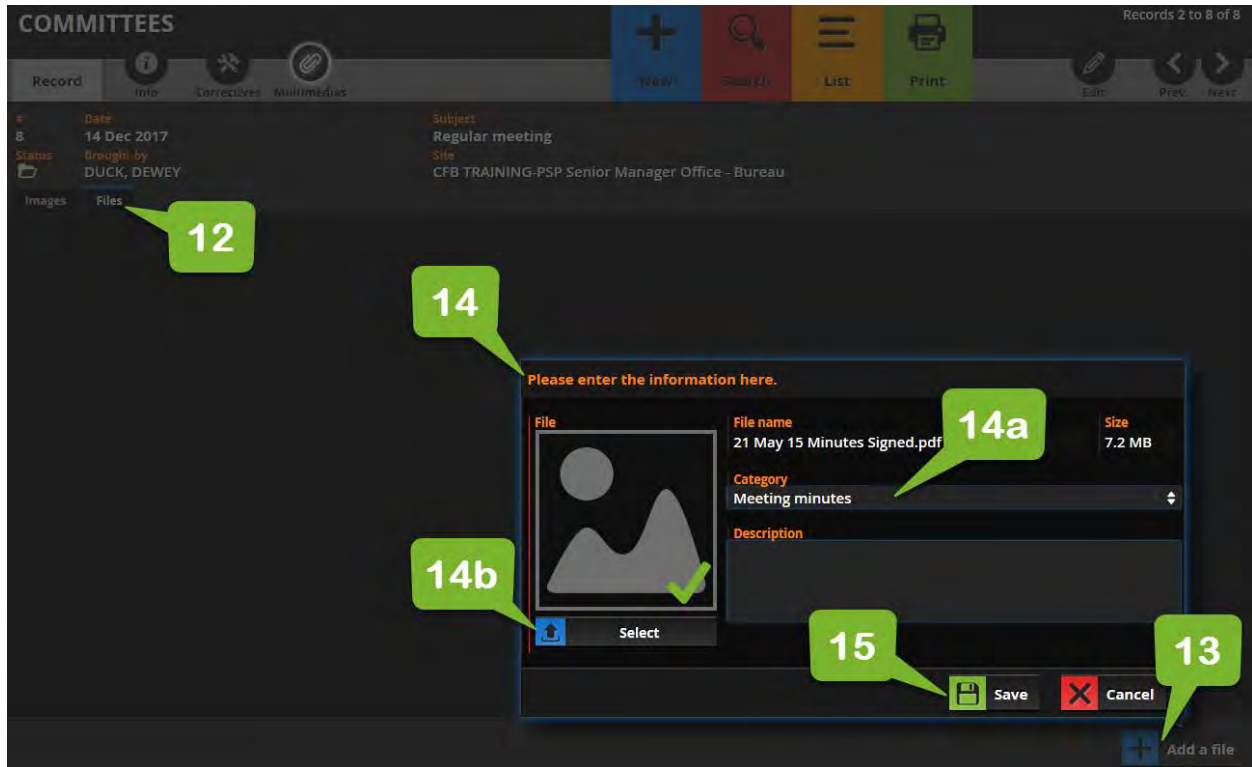 COMMITTEES
Records 2 to 8 of 8
Record
Info
Correctives
Multimedias
New
Search
List
Print
Edit
Prev.
Next
#
Date
Subject
8
14 Dec 2017
Regular meeting
Status
Brought by
Site
DUCK, DEWEY
CFB TRAINING-PSP Senior Manager Office - Bureau
Images
Files
12
14
Please enter the information here.
File
File name
Size
21 May 15 Minutes Signed.pdf
7.2 MB
14a
Category
Meeting minutes
Description
14b
Select
15
13
Save
Cancel
Add a file